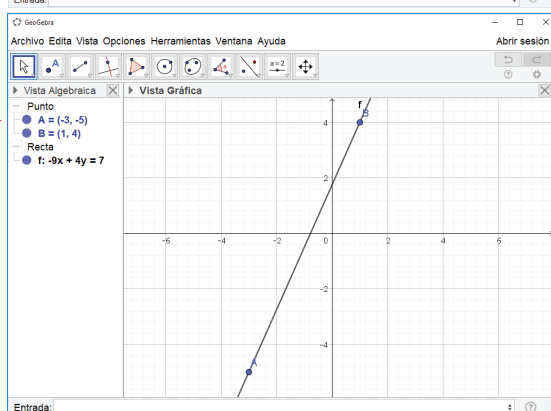 Entrada:
GeoGebra
Archivo Edita Vista Opciones Herramientas Ventana Ayuda
Abrir sesión
A
a=2
Vista Algebraica
Vista Gráfica
Punto
A = (-3, -5)
B = (1, 4)
Recta
f: -9x + 4y = 7
f
B
4
2
-6 -4 -2 0 2 4 6
-2
-4
A
Entrada: